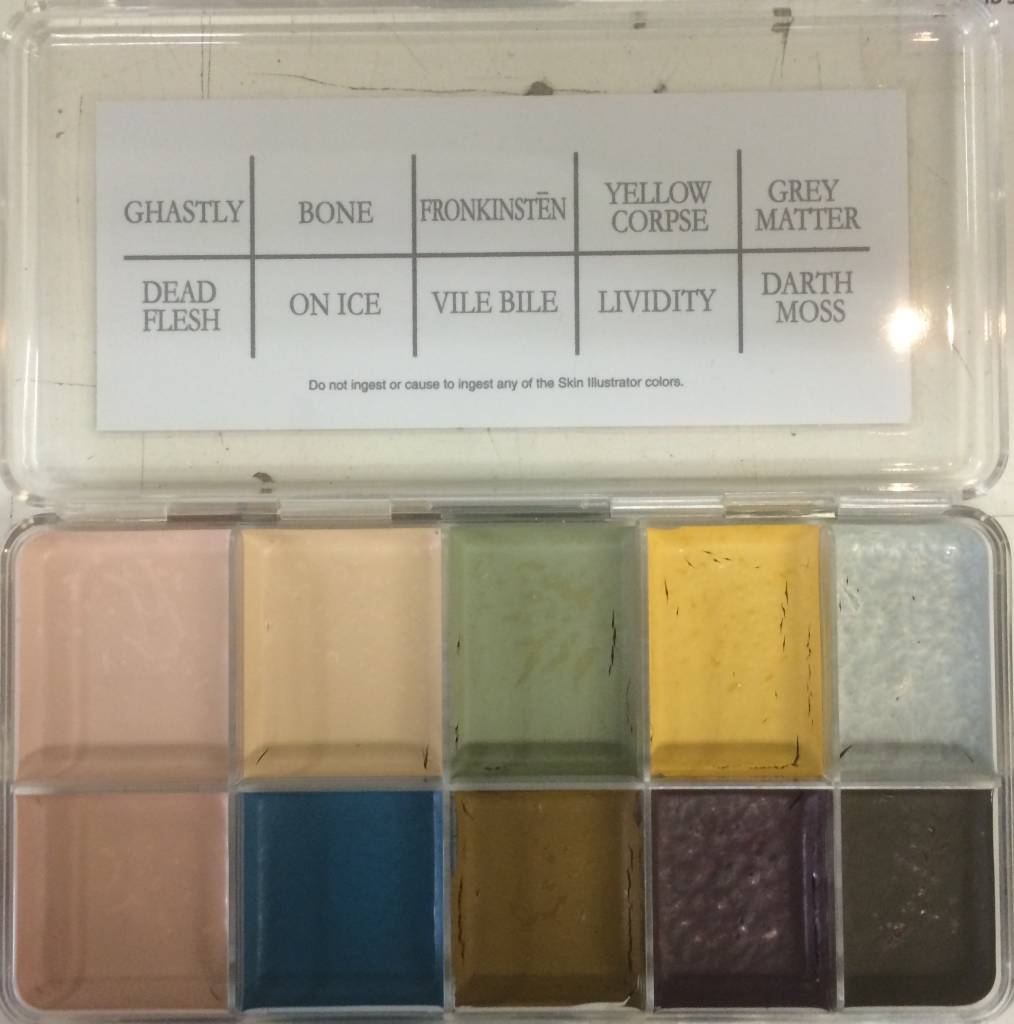 GHASTLY
BONE
FRONKINSTĒN
YELLOW
CORPSE
GREY
MATTER
DEAD
FLESH
ON ICE
VILE BILE
LIVIDITY
DARTH
MOSS
Do not ingest or cause to ingest any of the Skin Illustrator colors.